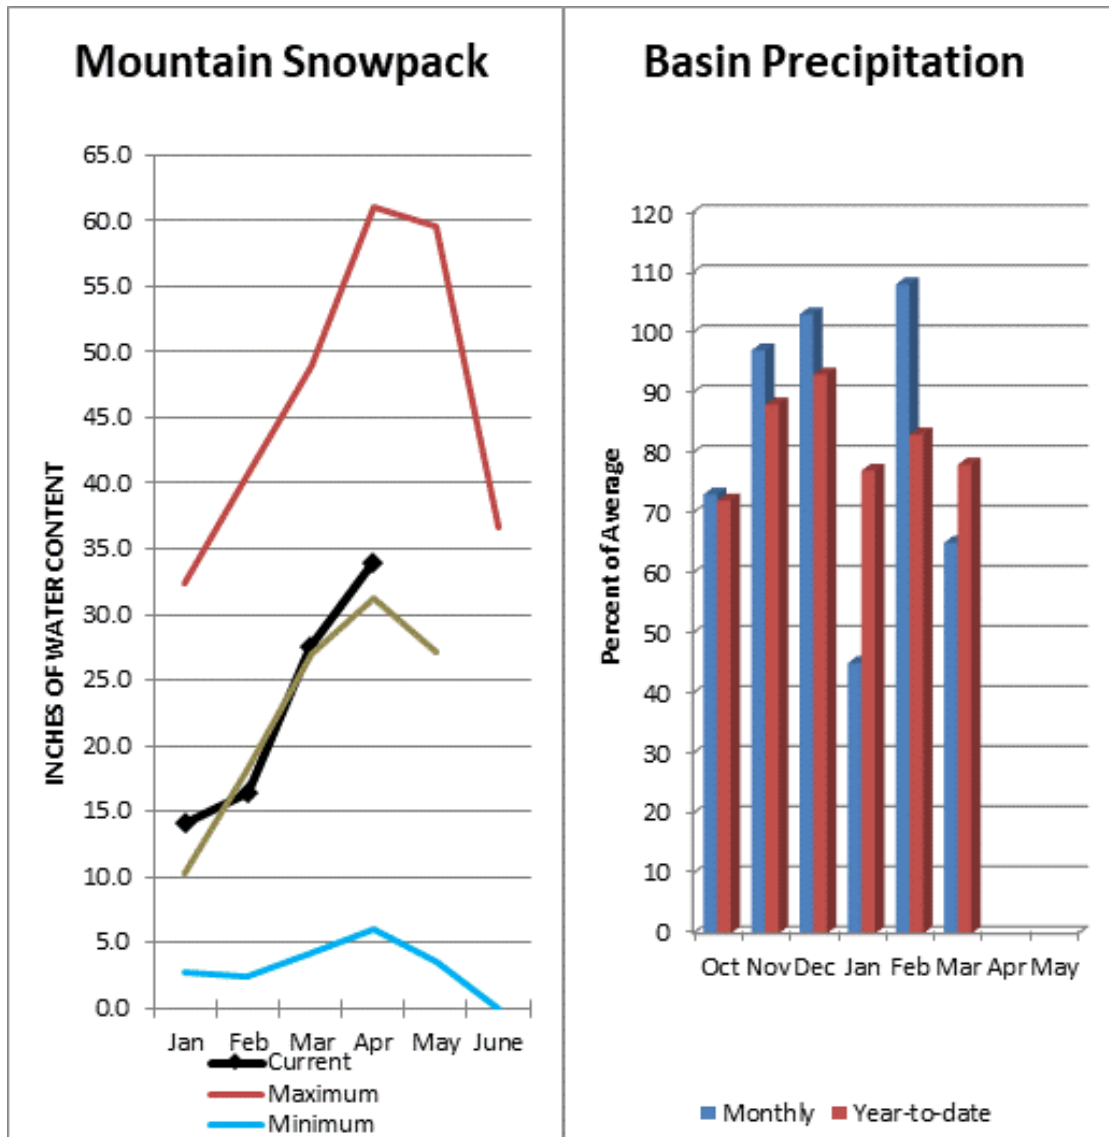 Mountain Snowpack
INCHES OF WATER CONTENT
65.0
60.0
55.0
50.0
45.0
40.0
35.0
30.0
25.0
20.0
15.0
10.0
5.0
0.0
Jan Feb Mar Apr May June
Current
Maximum
Minimum
Basin Precipitation
Percent of Average
120
110
100
90
80
70
60
50
40
30
20
10
0
Oct Nov Dec Jan Feb Mar Apr May
Monthly Year-to-date